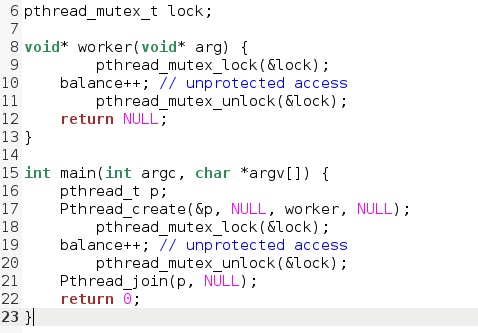 6 pthread_mutex_t lock;
7
8 void* worker(void* arg) {
9         pthread_mutex_lock(&lock);
10     balance++; // unprotected access
11         pthread_mutex_unlock(&lock);
12     return NULL;
13 }
14
15 int main(int argc, char *argv[]) {
16     pthread_t p;
17     Pthread_create(&p, NULL, worker, NULL);
18         pthread_mutex_lock(&lock);
19     balance++; // unprotected access
20         pthread_mutex_unlock(&lock);
21     Pthread_join(p, NULL);
22     return 0;
23 }